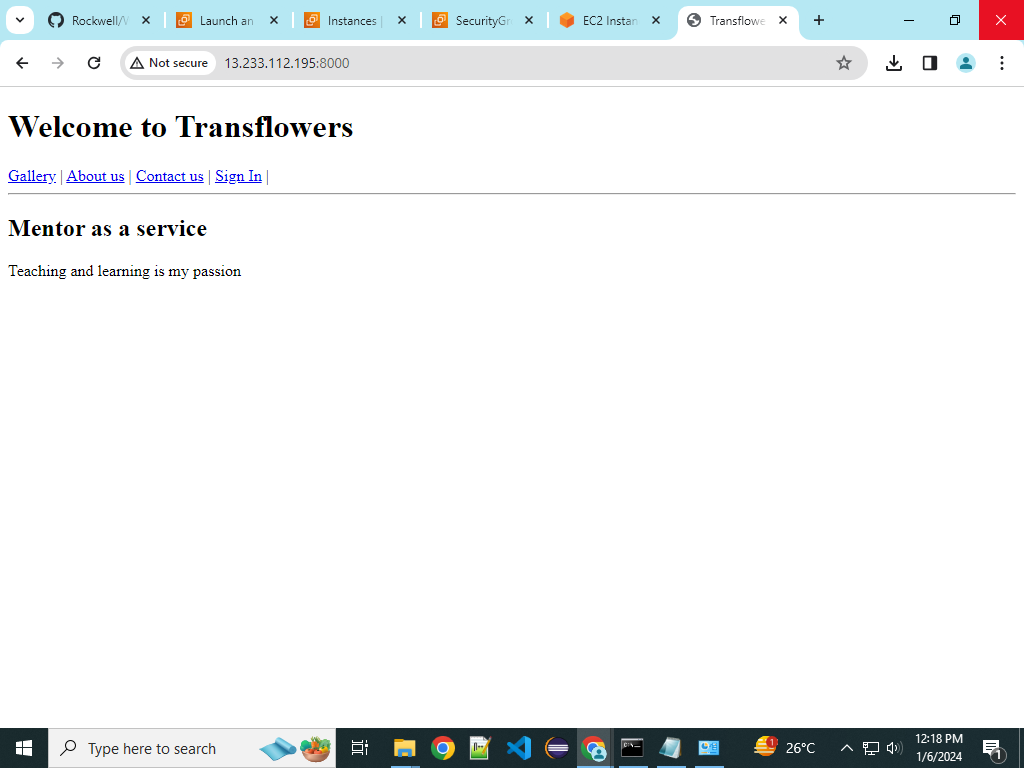 Rockwell/W
Launch an
Instances |
SecurityGr
EC2 Instan
Transflowe
Not secure
13.233.112.195:8000
Welcome to Transflowers
Gallery | About us | Contact us | Sign In |
Mentor as a service
Teaching and learning is my passion
Type here to search
1
26°C
12:18 PM
1/6/2024
1